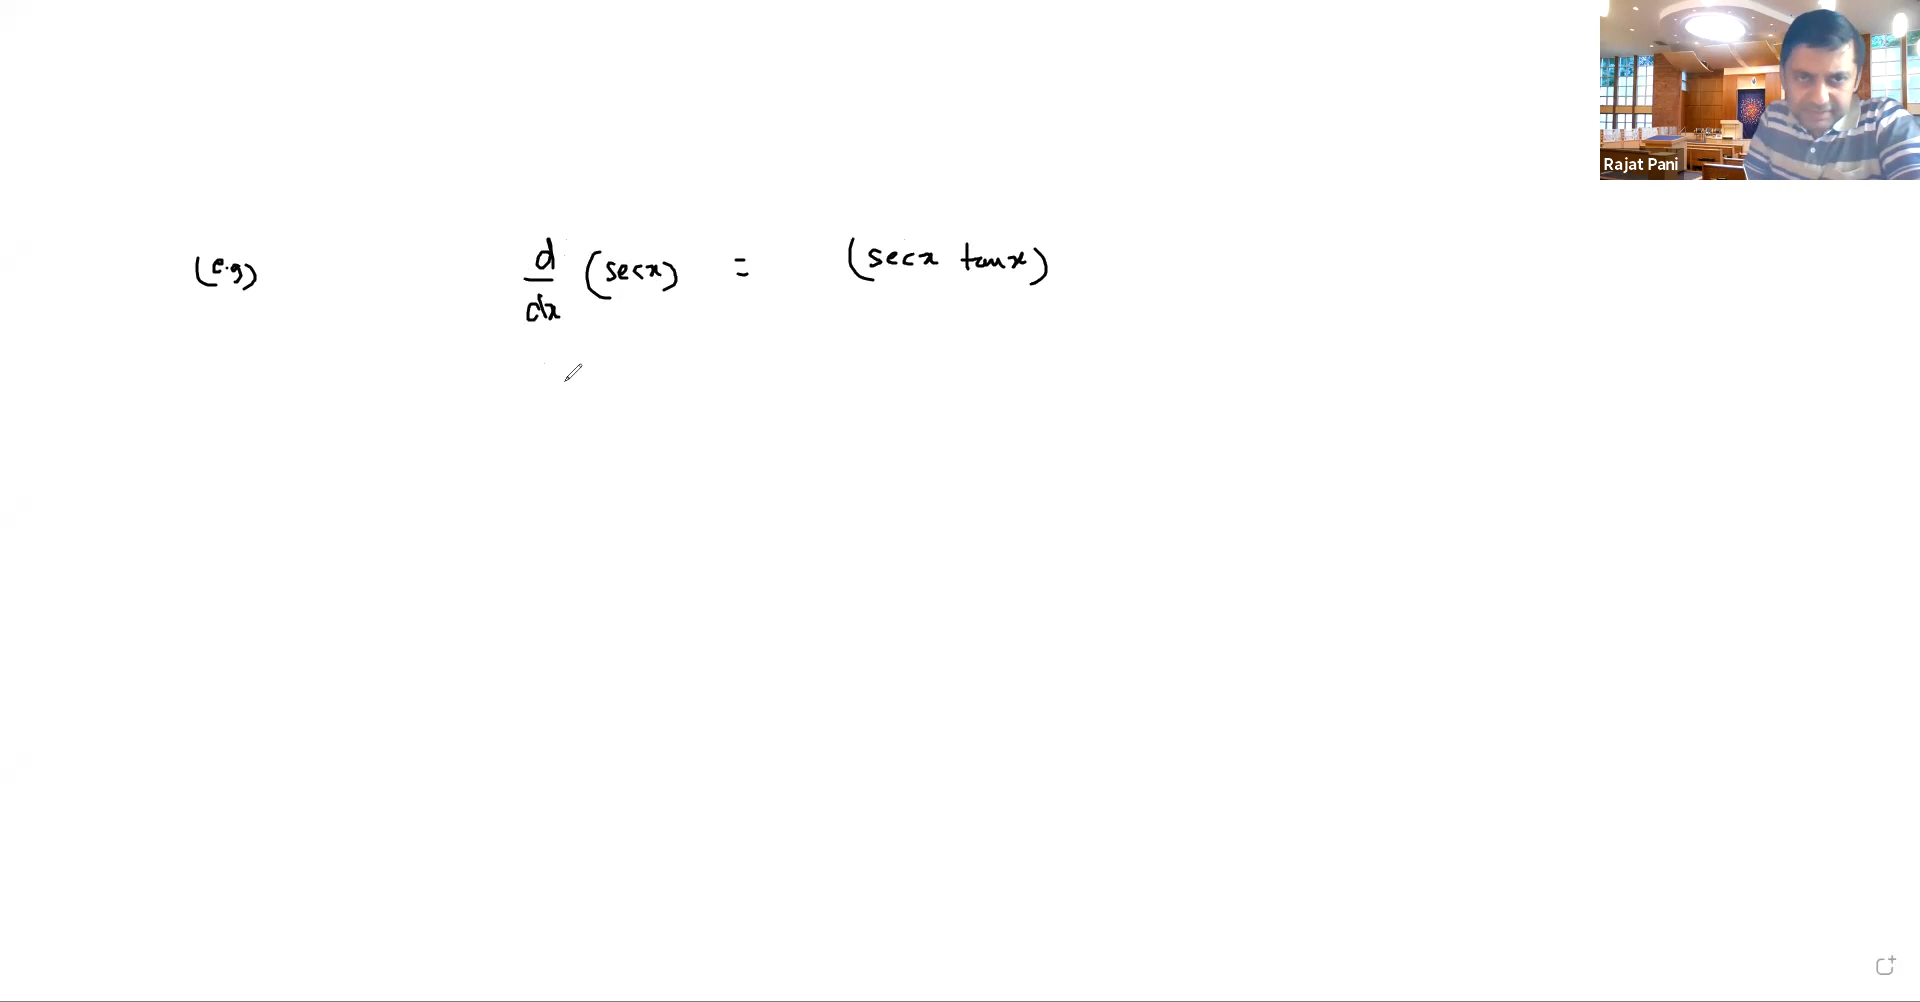 Rajat Pani
(e.g) d/dx (secx) = (secx tanx)